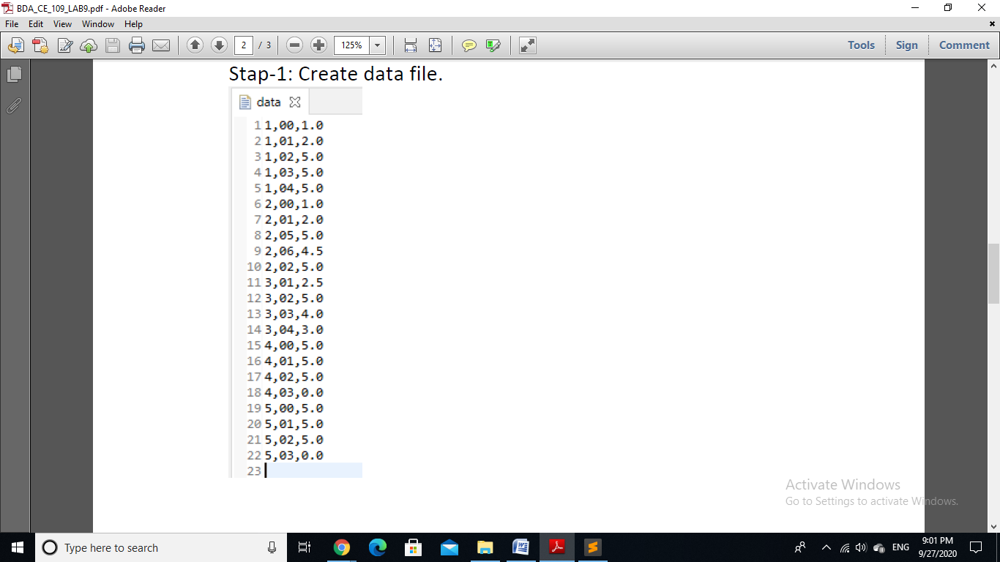 BDA_CE_109_LAB9.pdf - Adobe Reader
File Edit View Window Help
2 / 3 125% Tools Sign Comment
Stap-1: Create data file.
data
1 1,00,1.0
2 1,01,2.0
3 1,02,5.0
4 1,03,5.0
5 1,04,5.0
6 2,00,1.0
7 2,01,2.0
8 2,05,5.0
9 2,06,4.5
10 2,02,5.0
11 3,01,2.5
12 3,02,5.0
13 3,03,4.0
14 3,04,3.0
15 4,00,5.0
16 4,01,5.0
17 4,02,5.0
18 4,03,0.0
19 5,00,5.0
20 5,01,5.0
21 5,02,5.0
22 5,03,0.0
23
Activate Windows
Go to Settings to activate Windows.
Type here to search
ENG
9:01 PM
9/27/2020